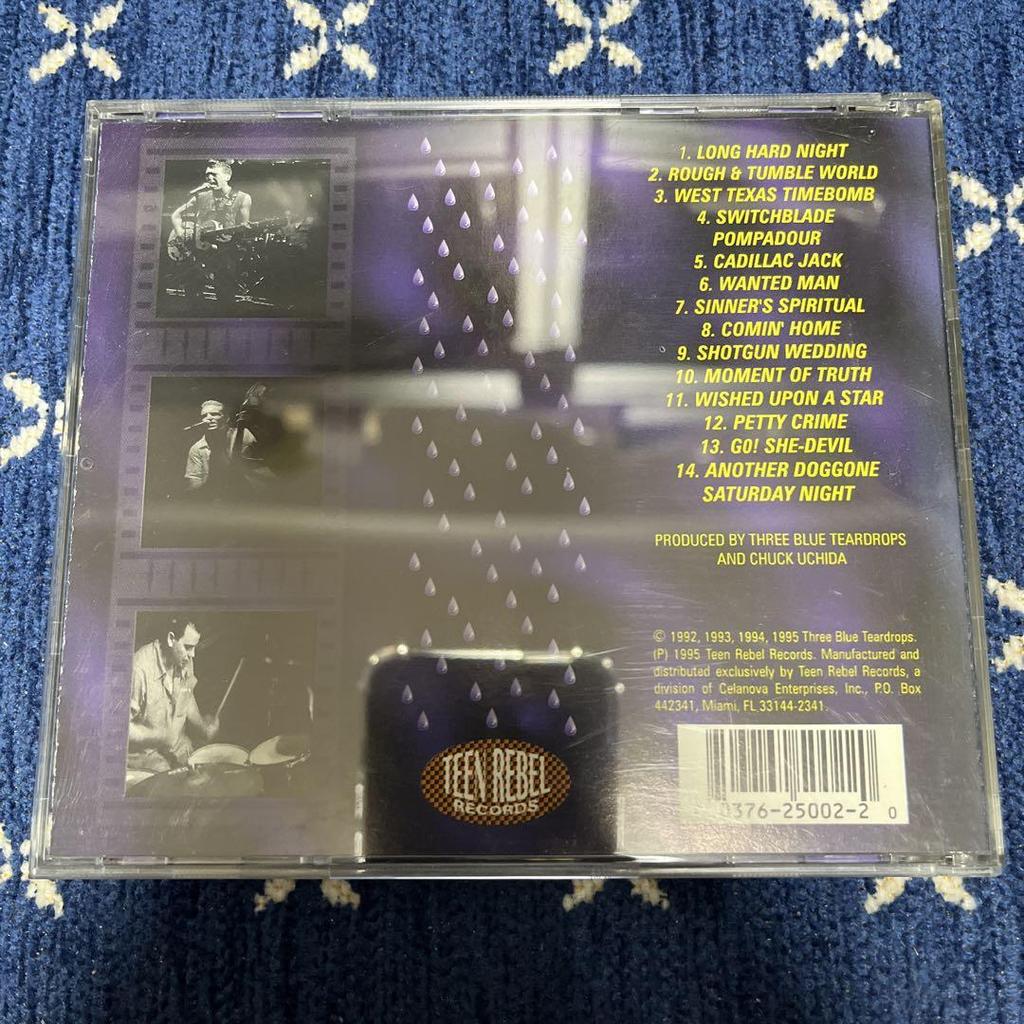 1. LONG HARD NIGHT
2. ROUGH & TUMBLE WORLD
3. WEST TEXAS TIMEBOMB
4. SWITCHBLADE
POMPADOUR
5. CADILLAC JACK
6. WANTED MAN
7. SINNER'S SPIRITUAL
8. COMIN' HOME
9. SHOTGUN WEDDING
10. MOMENT OF TRUTH
11. WISHED UPON A STAR
12. PETTY CRIME
13. GO! SHE-DEVIL
14. ANOTHER DOGGONE
SATURDAY NIGHT
PRODUCED BY THREE BLUE TEARDROPS
AND CHUCK UCHIDA
© 1992, 1993, 1994, 1995 Three Blue Teardrops.
(P) 1995 Teen Rebel Records. Manufactured and
distributed exclusively by Teen Rebel Records, a
division of Celanova Enterprises, Inc., P.O. Box
442341, Miami, FL 33144-2341.
TEEN REBEL
RECORDS
0376-25002-2 0